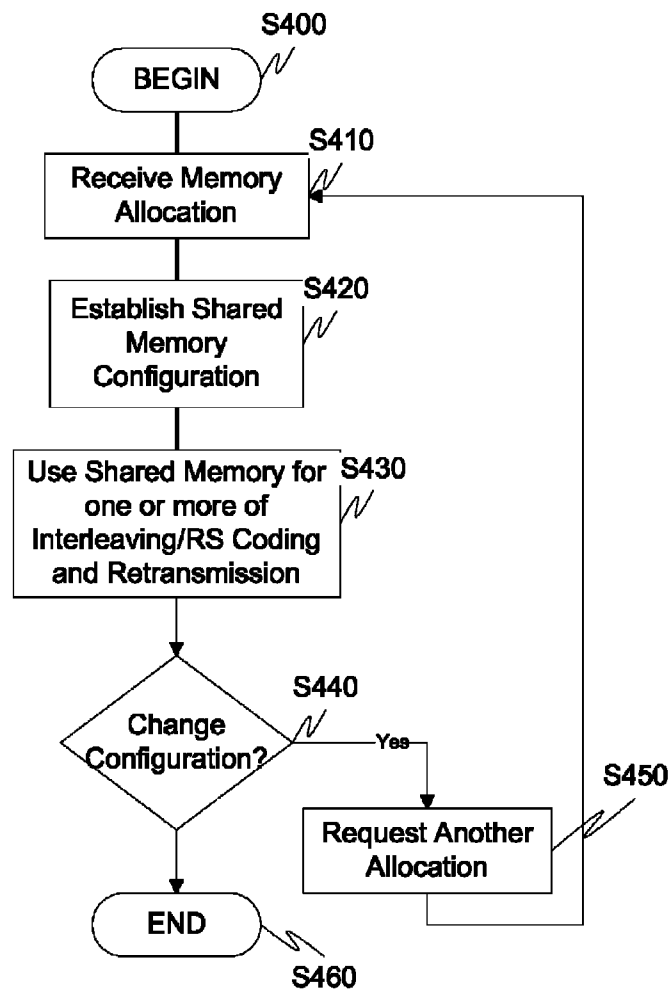 S400
BEGIN
S410
Receive Memory
Allocation
S420
Establish Shared
Memory
Configuration
S430
Use Shared Memory for
one or more of
Interleaving/RS Coding
and Retransmission
S440
Change
Configuration?
Yes
S450
Request Another
Allocation
END
S460